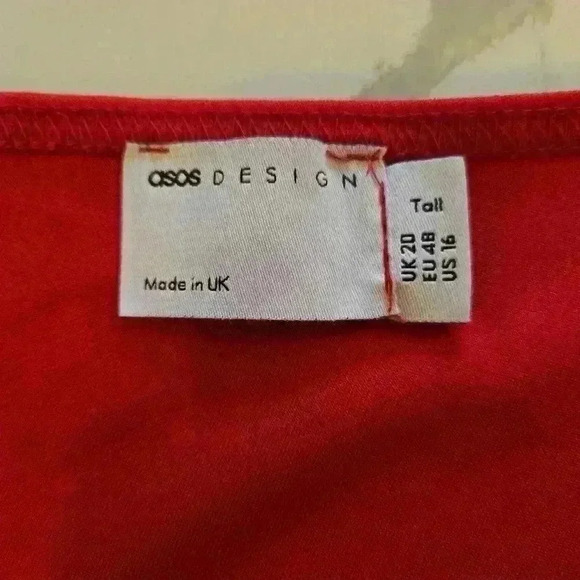 asos DESIGN
Made in UK
Tall
UK 20
EU 48
US 16